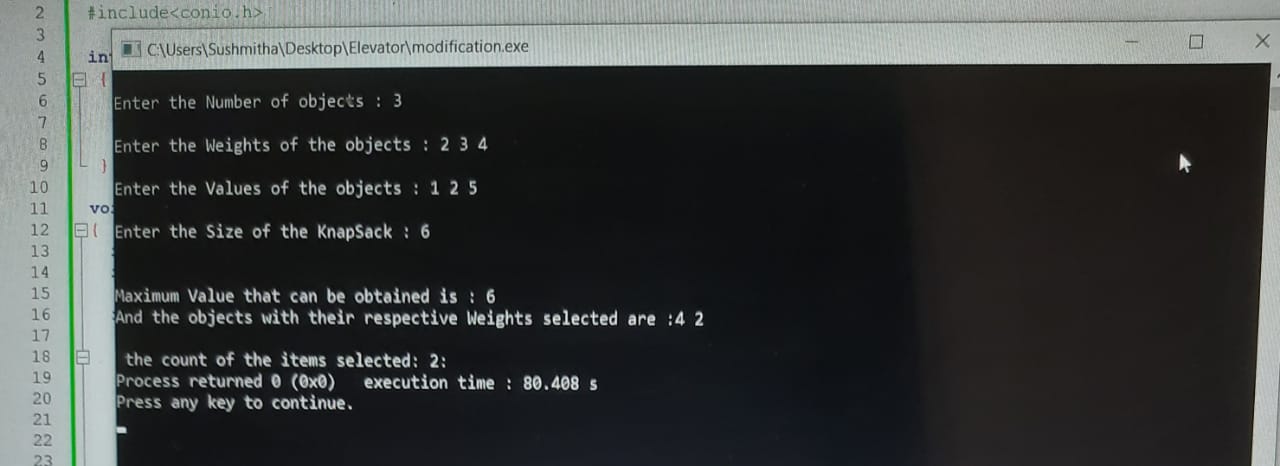 2 #include<conio.h>
3
C:\Users\Sushmitha\Desktop\Elevator\modification.exe
4 in
5 {
6
Enter the Number of objects : 3
7
8
Enter the Weights of the objects : 2 3 4
9 }
10
Enter the Values of the objects : 1 2 5
11 vo
12 {
Enter the Size of the KnapSack : 6
13
14
15
Maximum Value that can be obtained is : 6
16
And the objects with their respective Weights selected are :4 2
17
18
the count of the items selected: 2:
19
Process returned 0 (0x0) execution time : 80.408 s
20
Press any key to continue.
21
22
23